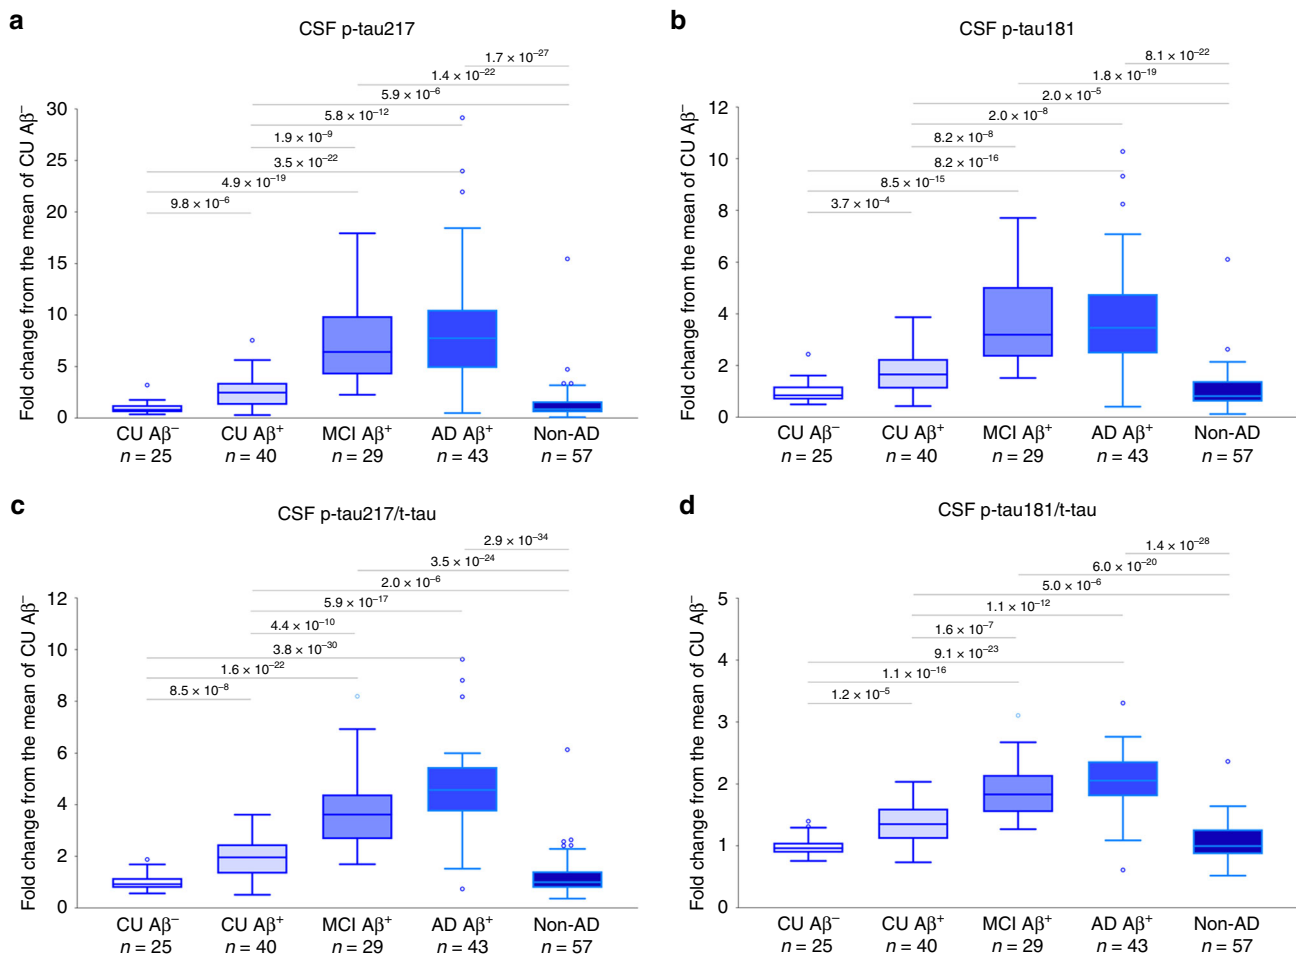 a
CSF p-tau217
1.7 × 10⁻²⁷
1.4 × 10⁻²²
5.9 × 10⁻⁶
5.8 × 10⁻¹²
1.9 × 10⁻⁹
3.5 × 10⁻²²
4.9 × 10⁻¹⁹
9.8 × 10⁻⁶
Fold change from the mean of CU Aβ⁻
30
25
20
15
10
5
0
CU Aβ⁻ CU Aβ⁺ MCI Aβ⁺ AD Aβ⁺ Non-AD
n = 25 n = 40 n = 29 n = 43 n = 57
b
CSF p-tau181
8.1 × 10⁻²²
1.8 × 10⁻¹⁹
2.0 × 10⁻⁵
2.0 × 10⁻⁸
8.2 × 10⁻⁸
8.2 × 10⁻¹⁶
8.5 × 10⁻¹⁵
3.7 × 10⁻⁴
Fold change from the mean of CU Aβ⁻
12
10
8
6
4
2
0
CU Aβ⁻ CU Aβ⁺ MCI Aβ⁺ AD Aβ⁺ Non-AD
n = 25 n = 40 n = 29 n = 43 n = 57
c
CSF p-tau217/t-tau
2.9 × 10⁻³⁴
3.5 × 10⁻²⁴
2.0 × 10⁻⁶
5.9 × 10⁻¹⁷
4.4 × 10⁻¹⁰
3.8 × 10⁻³⁰
1.6 × 10⁻²²
8.5 × 10⁻⁸
Fold change from the mean of CU Aβ⁻
12
10
8
6
4
2
0
CU Aβ⁻ CU Aβ⁺ MCI Aβ⁺ AD Aβ⁺ Non-AD
n = 25 n = 40 n = 29 n = 43 n = 57
d
CSF p-tau181/t-tau
1.4 × 10⁻²⁸
6.0 × 10⁻²⁰
5.0 × 10⁻⁶
1.1 × 10⁻¹²
1.6 × 10⁻⁷
9.1 × 10⁻²³
1.1 × 10⁻¹⁶
1.2 × 10⁻⁵
Fold change from the mean of CU Aβ⁻
5
4
3
2
1
0
CU Aβ⁻ CU Aβ⁺ MCI Aβ⁺ AD Aβ⁺ Non-AD
n = 25 n = 40 n = 29 n = 43 n = 57